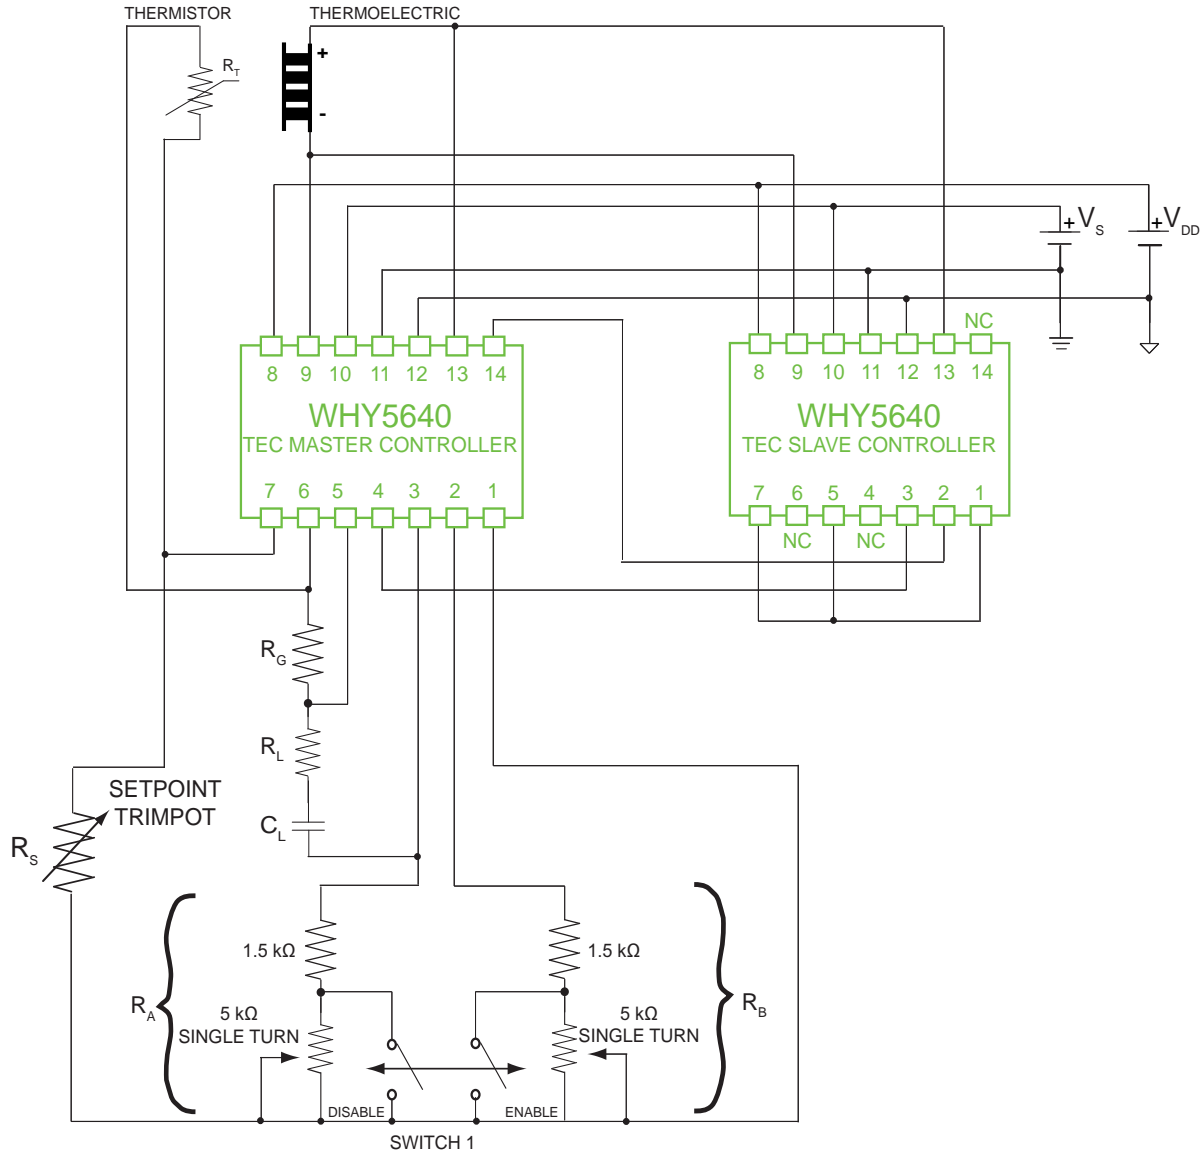 THERMISTOR
THERMOELECTRIC
R_T
+
-
+ V_S
+ V_DD
NC
8 9 10 11 12 13 14
8 9 10 11 12 13 14
WHY5640
TEC MASTER CONTROLLER
WHY5640
TEC SLAVE CONTROLLER
7 6 5 4 3 2 1
7 6 5 4 3 2 1
NC NC
R_G
R_L
C_L
SETPOINT
TRIMPOT
R_S
1.5 kΩ
1.5 kΩ
R_A
R_B
5 kΩ
SINGLE TURN
5 kΩ
SINGLE TURN
DISABLE
ENABLE
SWITCH 1